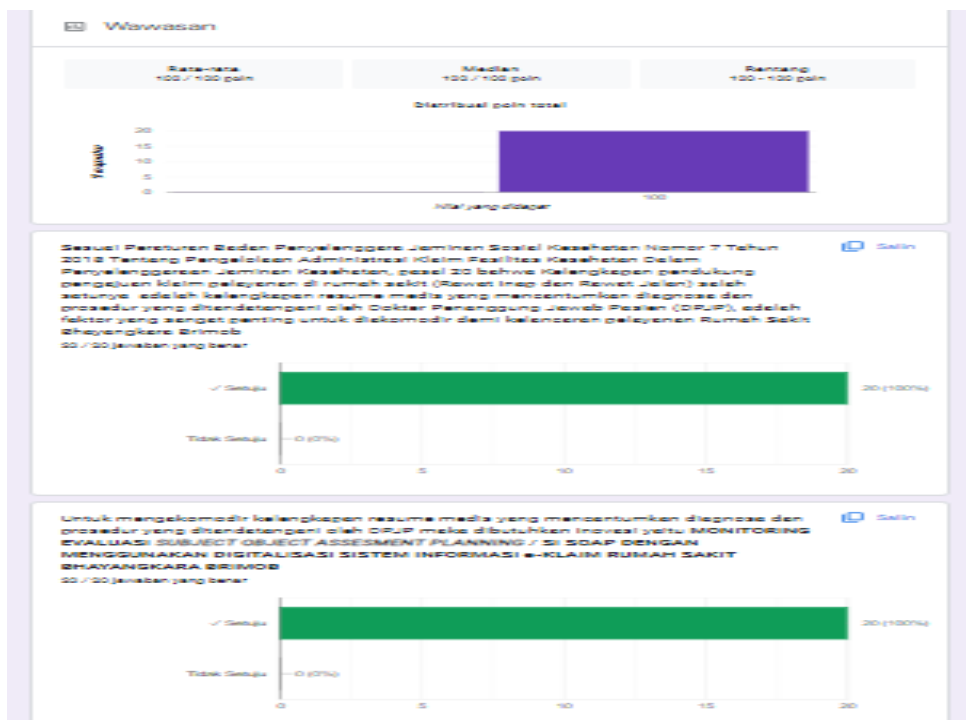 Wawasan
Rata-rata
100 / 100 poin
Median
100 / 100 poin
Rentang
100 - 100 poin
Distribusi poin total
Teratas
20
15
10
5
0
100
Nilai yang didapat
Sesuai Peraturan Badan Penyelenggara Jaminan Sosial Kesehatan Nomor 7 Tahun
2018 Tentang Pengelolaan Administrasi Klaim Fasilitas Kesehatan Dalam
Penyelenggaraan Jaminan Kesehatan, pasal 20 bahwa Kelengkapan pendukung
pengajuan klaim pelayanan di rumah sakit (Rawat Inap dan Rawat Jalan) salah
satunya adalah kelengkapan resume medis yang mencantumkan diagnosa dan
prosedur yang ditandatangani oleh Dokter Penanggung Jawab Pasien (DPJP), adalah
faktor yang sangat penting untuk diakomodir demi kelancaran pelayanan Rumah Sakit
Bhayangkara Brimob
Salin
20 / 20 jawaban yang benar
✓ Setuju
20 (100%)
Tidak Setuju
0 (0%)
0 5 10 15 20
Untuk mengakomodir kelengkapan resume medis yang mencantumkan diagnosa dan
prosedur yang ditandatangani oleh DPJP maka dibutuhkan inovasi yaitu MONITORING
EVALUASI SUBJECT OBJECT ASSESSMENT PLANNING / SI SOAP DENGAN
MENGGUNAKAN DIGITALISASI SISTEM INFORMASI e-KLAIM RUMAH SAKIT
BHAYANGKARA BRIMOB
Salin
20 / 20 jawaban yang benar
✓ Setuju
20 (100%)
Tidak Setuju
0 (0%)
0 5 10 15 20